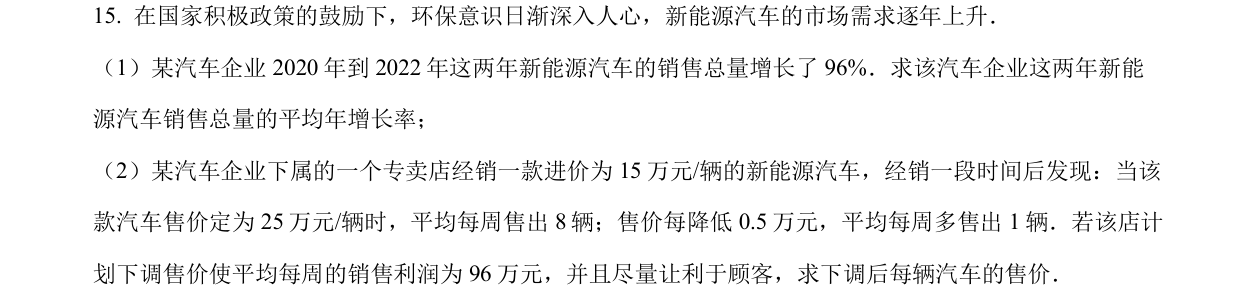 15．在国家积极政策的鼓励下，环保意识日渐深入人心，新能源汽车的市场需求逐年上升．
（1）某汽车企业 2020 年到 2022 年这两年新能源汽车的销售总量增长了 96%．求该汽车企业这两年新能
源汽车销售总量的平均年增长率；
（2）某汽车企业下属的一个专卖店经销一款进价为 15 万元/辆的新能源汽车，经销一段时间后发现：当该
款汽车售价定为 25 万元/辆时，平均每周售出 8 辆；售价每降低 0.5 万元，平均每周多售出 1 辆．若该店计
划下调售价使平均每周的销售利润为 96 万元，并且尽量让利于顾客，求下调后每辆汽车的售价．